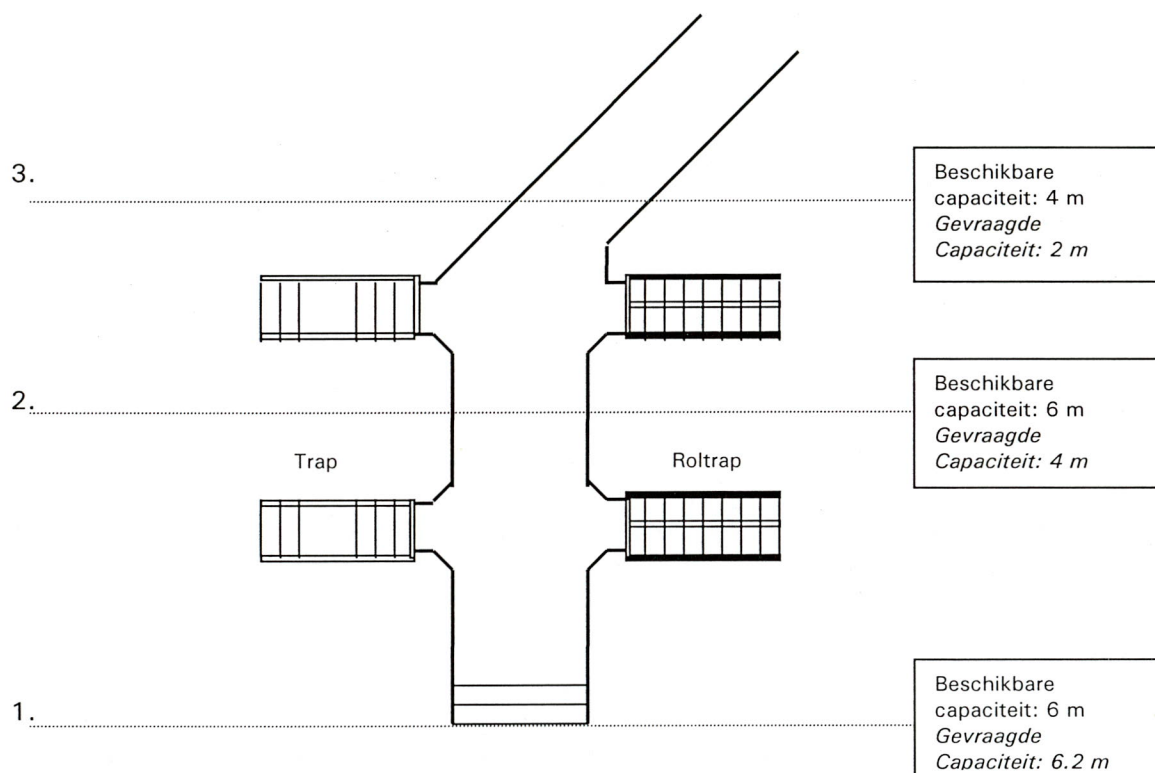 3.
Beschikbare
capaciteit: 4 m
Gevraagde
Capaciteit: 2 m
2.
Beschikbare
capaciteit: 6 m
Gevraagde
Capaciteit: 4 m
Trap
Roltrap
1.
Beschikbare
capaciteit: 6 m
Gevraagde
Capaciteit: 6.2 m